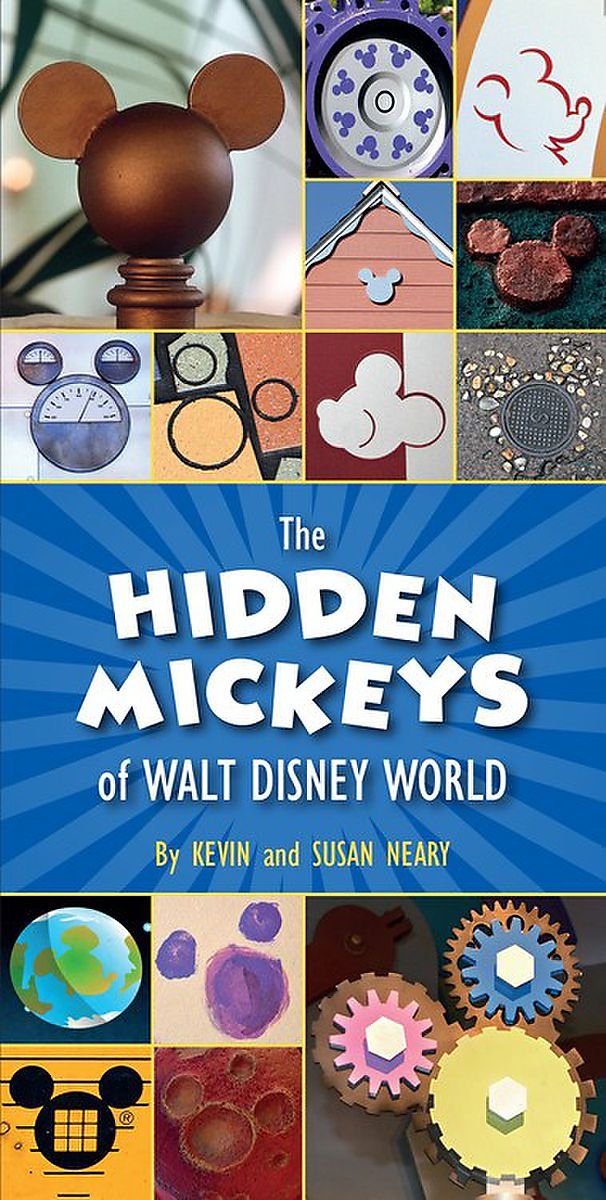 The
HIDDEN
MICKEYS
of WALT DISNEY WORLD
By KEVIN and SUSAN NEARY
®